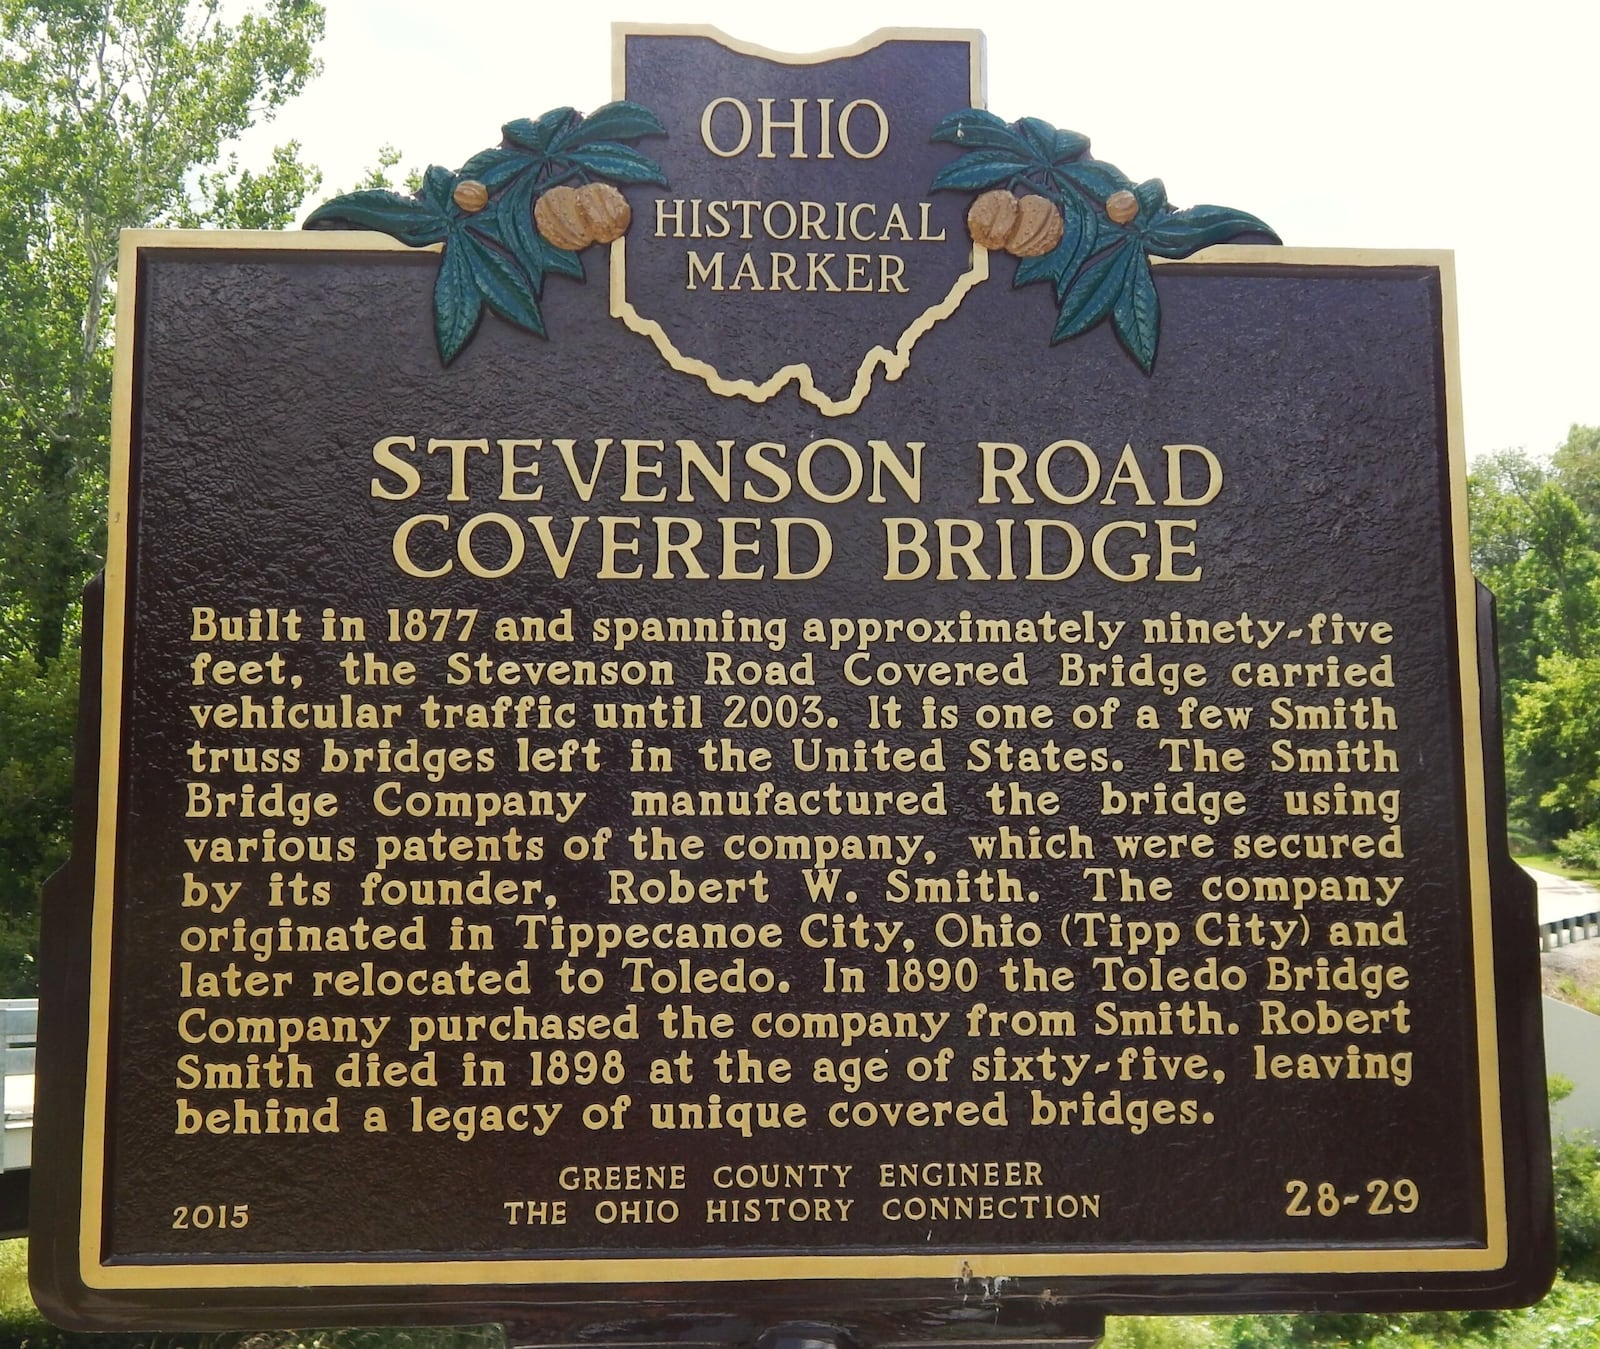 OHIO
HISTORICAL
MARKER
STEVENSON ROAD
COVERED BRIDGE
Built in 1877 and spanning approximately ninety-five
feet, the Stevenson Road Covered Bridge carried
vehicular traffic until 2003. It is one of a few Smith
truss bridges left in the United States. The Smith
Bridge Company manufactured the bridge using
various patents of the company, which were secured
by its founder, Robert W. Smith. The company
originated in Tippecanoe City, Ohio (Tipp City) and
later relocated to Toledo. In 1890 the Toledo Bridge
Company purchased the company from Smith. Robert
Smith died in 1898 at the age of sixty-five, leaving
behind a legacy of unique covered bridges.
GREENE COUNTY ENGINEER
THE OHIO HISTORY CONNECTION
2015
28-29